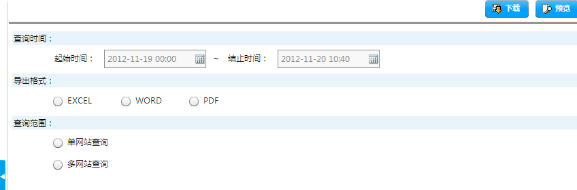 下载 预览
查询时间：
起始时间： 2012-11-19 00:00 ~ 终止时间： 2012-11-20 10:40
导出格式：
EXCEL WORD PDF
查询范围：
单网站查询
多网站查询